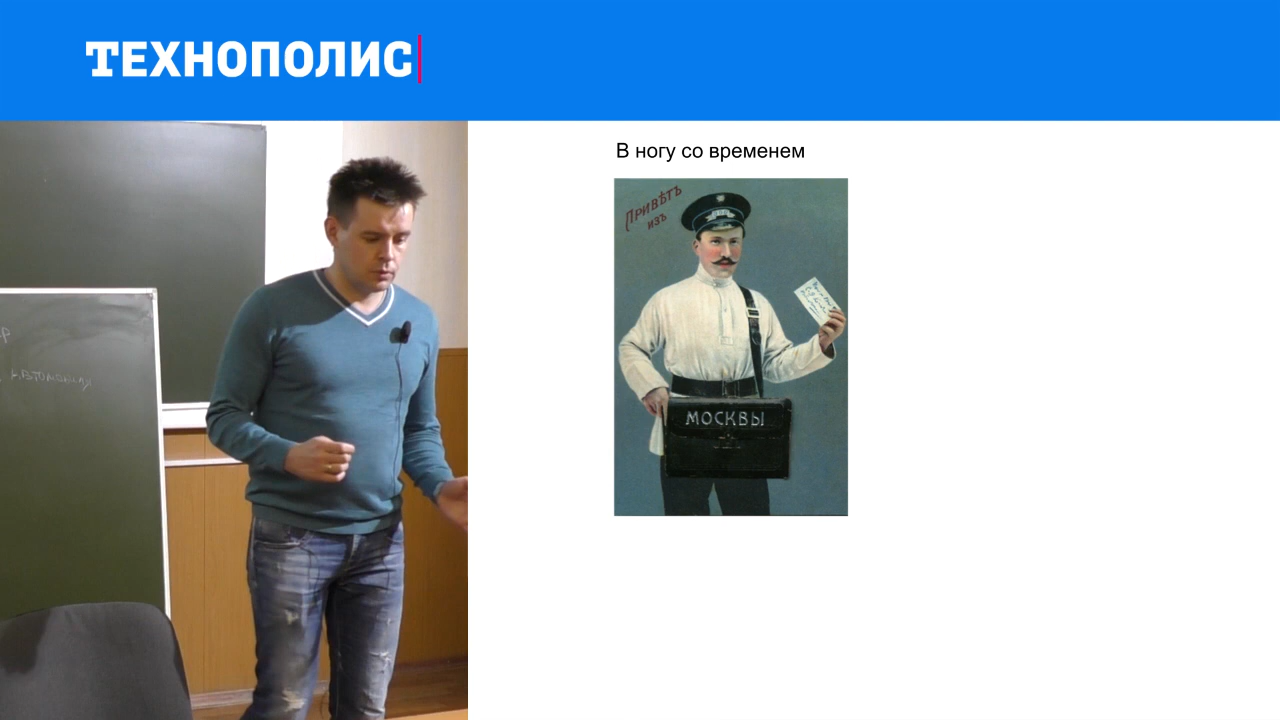 ТЕХНОПОЛИС
В ногу со временем
Привѣтъ
изъ
МОСКВЫ